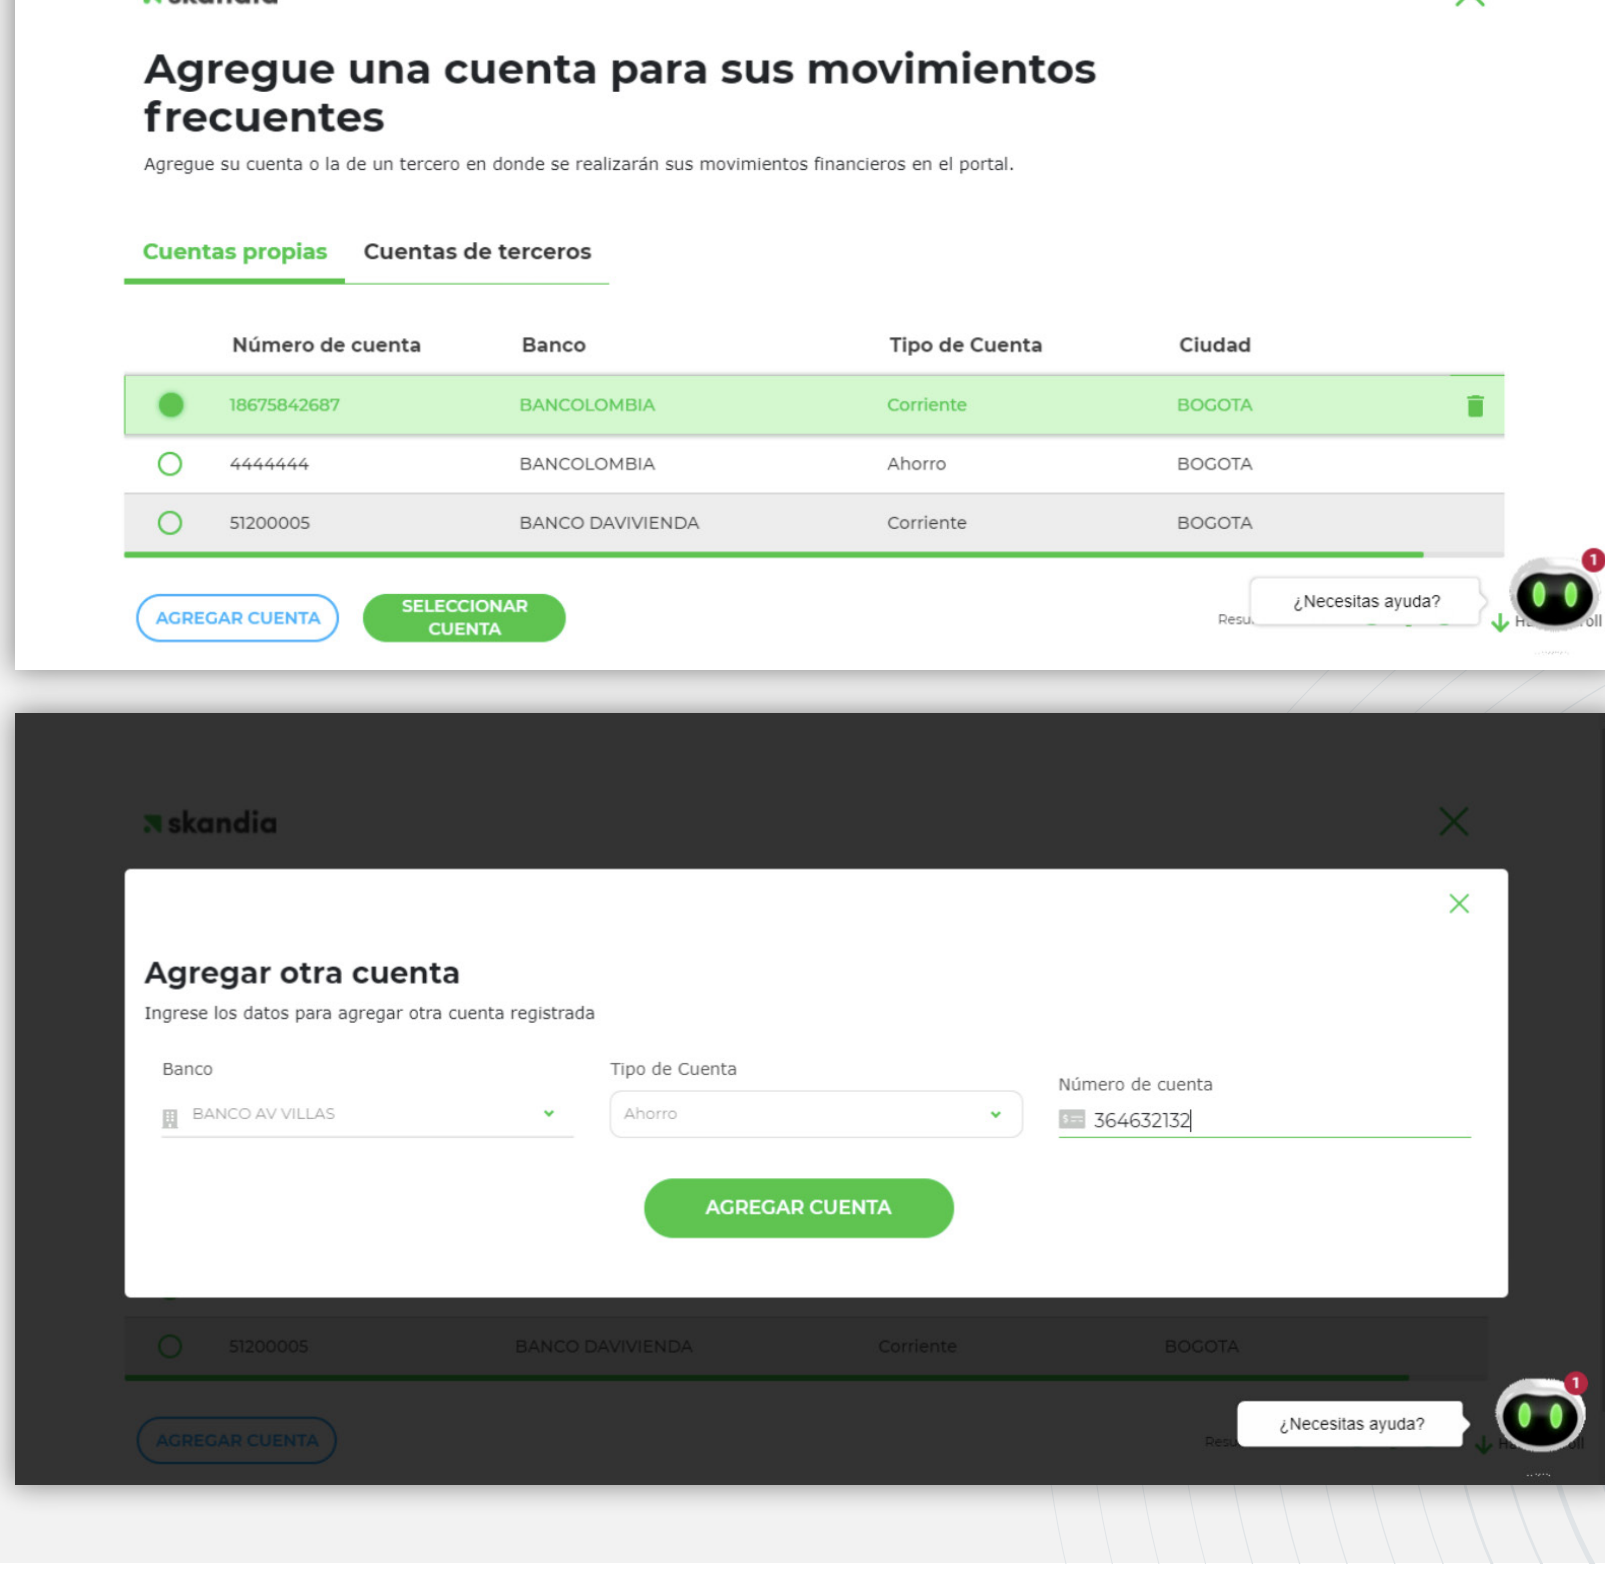 skandia
Agregue una cuenta para sus movimientos
frecuentes
Agregue su cuenta o la de un tercero en donde se realizarán sus movimientos financieros en el portal.
Cuentas propias Cuentas de terceros
Número de cuenta Banco Tipo de Cuenta Ciudad
18675842687 BANCOLOMBIA Corriente BOGOTA
4444444 BANCOLOMBIA Ahorro BOGOTA
51200005 BANCO DAVIVIENDA Corriente BOGOTA
1
¿Necesitas ayuda?
AGREGAR CUENTA
SELECCIONAR
CUENTA
skandia
Agregar otra cuenta
Ingrese los datos para agregar otra cuenta registrada
Banco Tipo de Cuenta Número de cuenta
BANCO AV VILLAS Ahorro 364632132
AGREGAR CUENTA
51200005 BANCO DAVIVIENDA Corriente BOGOTA
1
¿Necesitas ayuda?
AGREGAR CUENTA